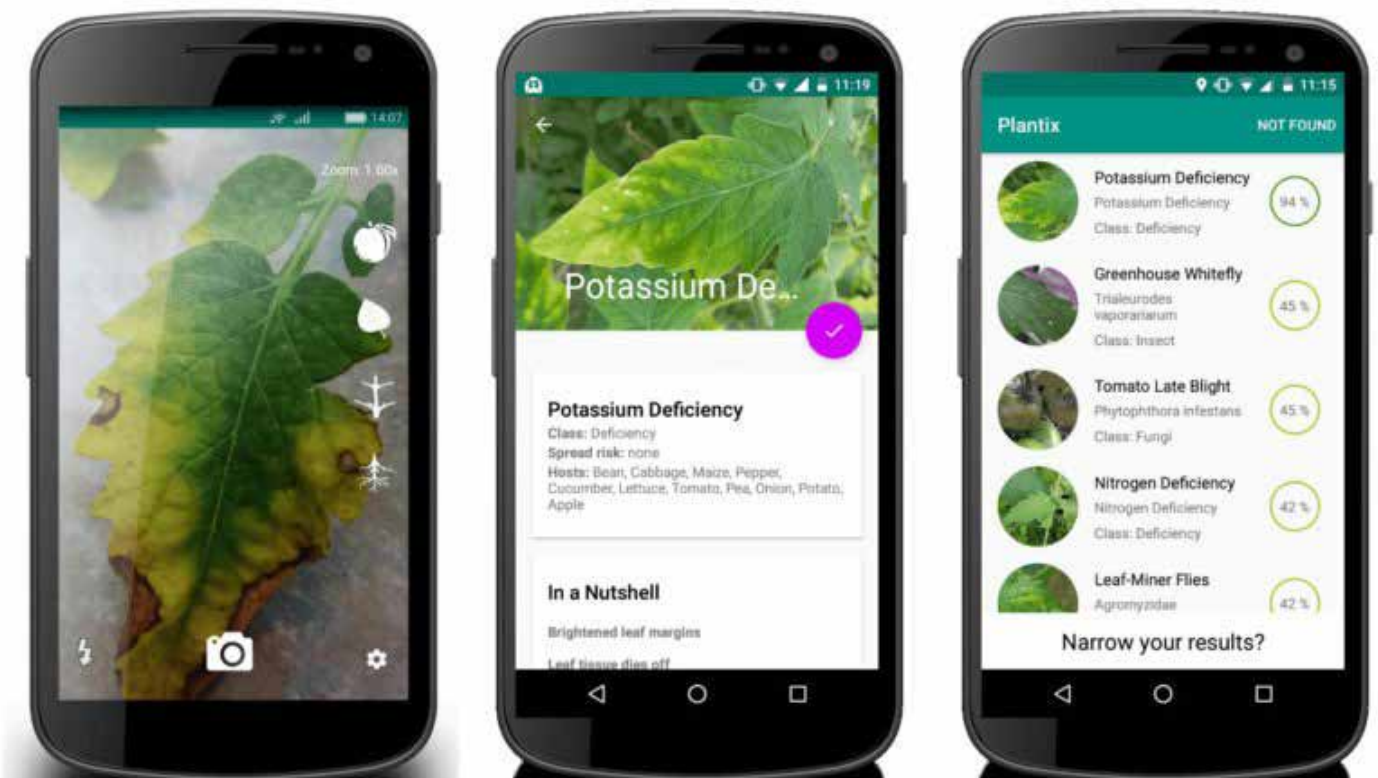 14:07
Zoom: 1.00x
11:19
Potassium De...
Potassium Deficiency
Class: Deficiency
Spread risk: none
Hosts: Bean, Cabbage, Maize, Pepper,
Cucumber, Lettuce, Tomato, Pea, Onion, Potato,
Apple
In a Nutshell
Brightened leaf margins
Leaf tissue dies off
11:15
Plantix
NOT FOUND
Potassium Deficiency
Potassium Deficiency
Class: Deficiency
94 %
Greenhouse Whitefly
Trialeurodes
vaporariarum
Class: Insect
45 %
Tomato Late Blight
Phytophthora infestans
Class: Fungi
45 %
Nitrogen Deficiency
Nitrogen Deficiency
Class: Deficiency
42 %
Leaf-Miner Flies
Agromyzidae
42 %
Narrow your results?